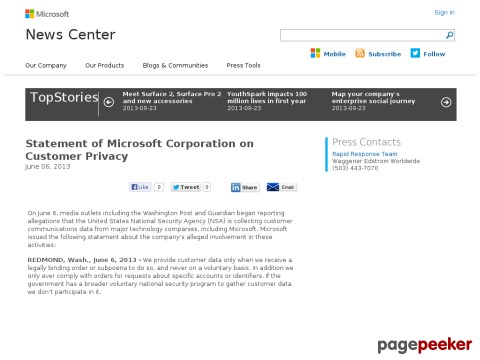 Microsoft
Sign in
News Center
Mobile Subscribe Follow
Our Company Our Products Blogs & Communities Press Tools
TopStories
Meet Surface 2, Surface Pro 2
and new accessories
2013-09-23
YouthSpark impacts 100
million lives in first year
2013-09-23
Map your company's
enterprise social journey
2013-09-23
Statement of Microsoft Corporation on
Customer Privacy
June 06, 2013
Like 0 Tweet 0 Share Email
On June 6, media outlets including the Washington Post and Guardian began reporting
allegations that the United States National Security Agency (NSA) is collecting customer
communications data from major technology companies, including Microsoft. Microsoft
issued the following statement about the company's alleged involvement in these
activities:
REDMOND, Wash., June 6, 2013 - We provide customer data only when we receive a
legally binding order or subpoena to do so, and never on a voluntary basis. In addition we
only ever comply with orders for requests about specific accounts or identifiers. If the
government has a broader voluntary national security program to gather customer data
we don't participate in it.
Press Contacts
Rapid Response Team
Waggener Edstrom Worldwide
(503) 443-7070
pagepeeker